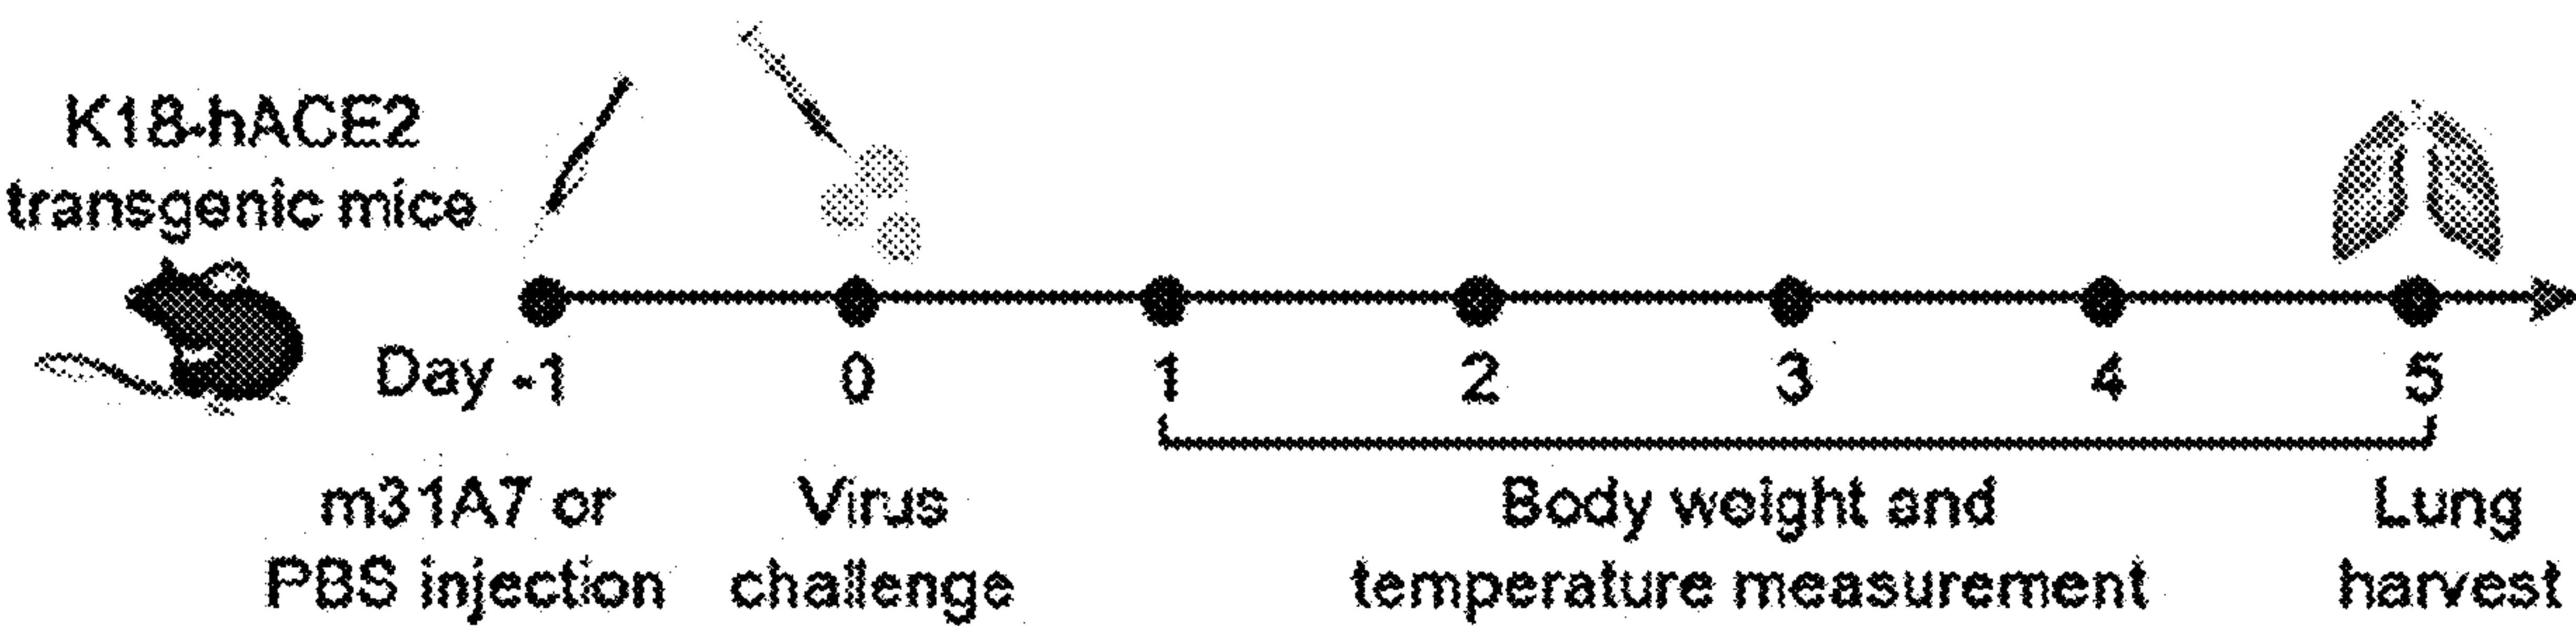 K18-hACE2
transgenic mice
Day -1 0 1 2 3 4 5
m31A7 or
PBS injection
Virus
challenge
Body weight and
temperature measurement
Lung
harvest